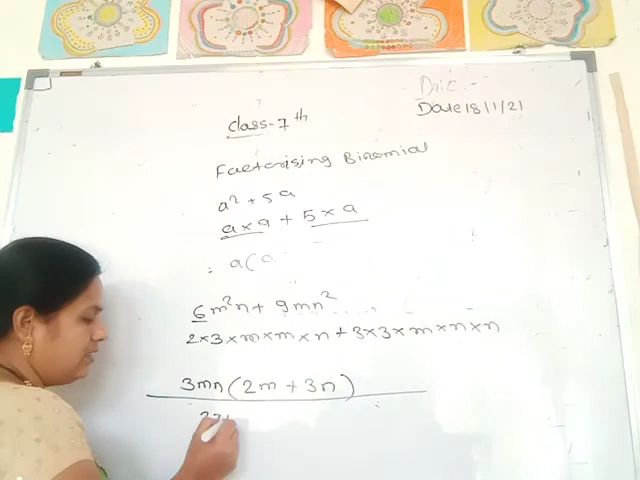 Date 18/1/21
class-7th
Factorising Binomial
a² + 5a
a × a + 5 × a
= a(a
6m²n + 9mn²
2×3×m×m×n + 3×3×m×n×n
3mn(2m + 3n)